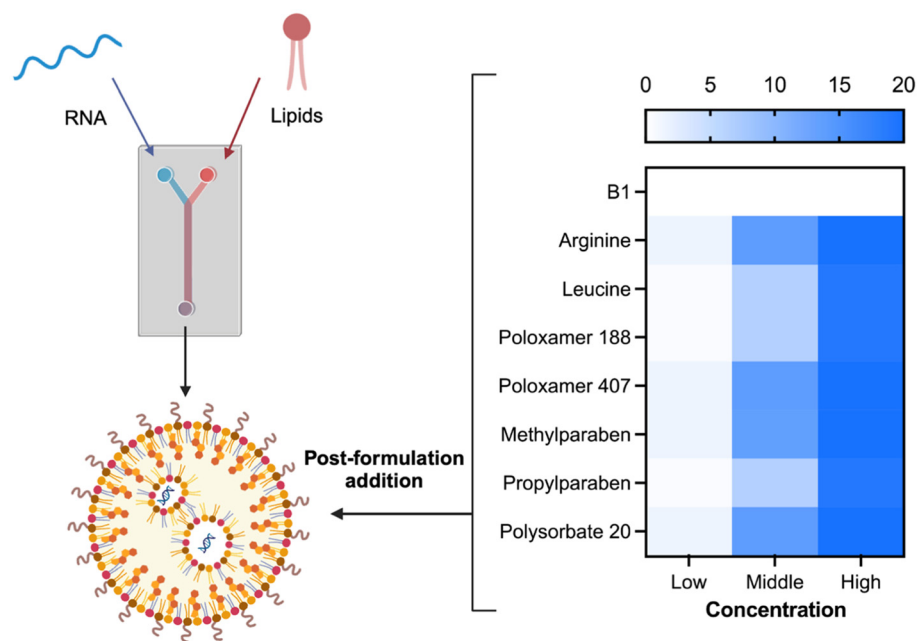 RNA
Lipids
Post-formulation
addition
0 5 10 15 20
B1
Arginine
Leucine
Poloxamer 188
Poloxamer 407
Methylparaben
Propylparaben
Polysorbate 20
Low Middle High
Concentration